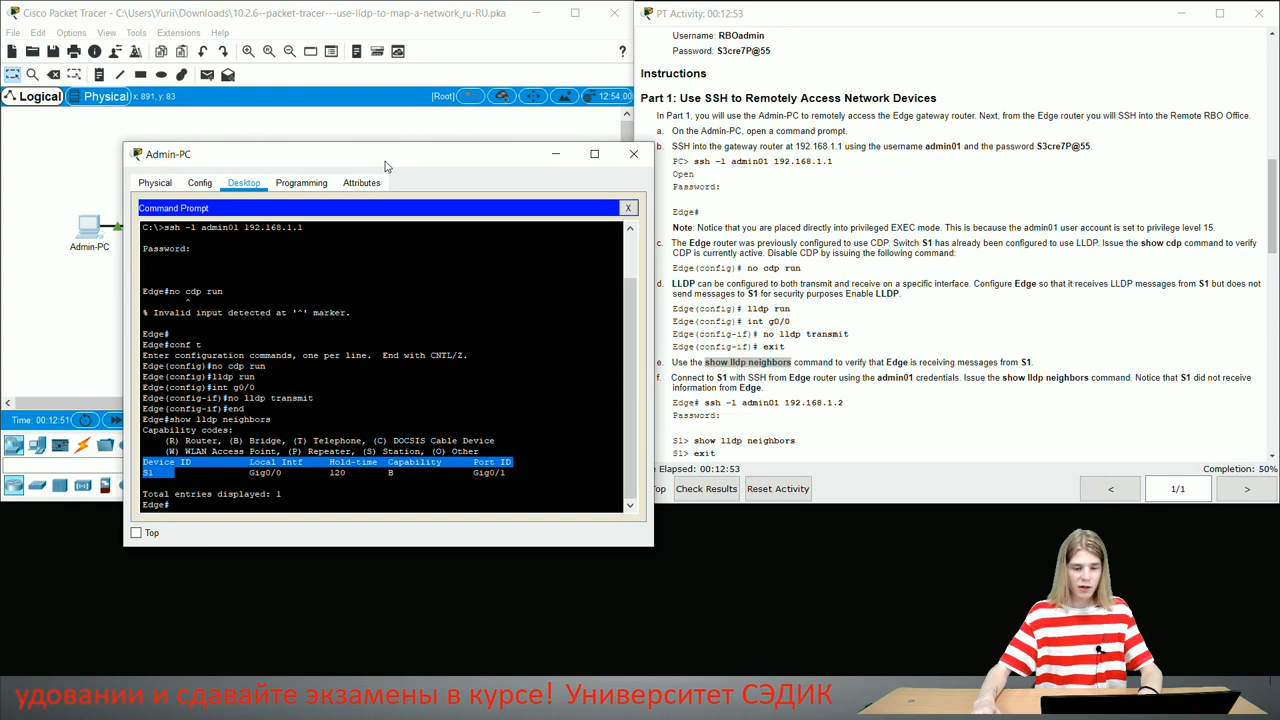 Cisco Packet Tracer - C:\Users\Yurii\Downloads\10.2.6--packet-tracer---use-lldp-to-map-a-network_ru-RU.pka
File Edit Options View Tools Extensions Help
Logical Physical x: 891, y: 83 [Root] 12:54:00
Admin-PC
Time: 00:12:51
Admin-PC
Physical Config Desktop Programming Attributes
Command Prompt X
C:\>ssh -l admin01 192.168.1.1
Password:
Edge#no cdp run
^
% Invalid input detected at '^' marker.
Edge#
Edge#conf t
Enter configuration commands, one per line. End with CNTL/Z.
Edge(config)#no cdp run
Edge(config)#lldp run
Edge(config)#int g0/0
Edge(config-if)#no lldp transmit
Edge(config-if)#end
Edge#show lldp neighbors
Capability codes:
(R) Router, (B) Bridge, (T) Telephone, (C) DOCSIS Cable Device
(W) WLAN Access Point, (P) Repeater, (S) Station, (O) Other
Device ID Local Intf Hold-time Capability Port ID
S1 Gig0/0 120 B Gig0/1
Total entries displayed: 1
Edge#
Top
PT Activity: 00:12:53
Username: RBOadmin
Password: S3cre7P@55
Instructions
Part 1: Use SSH to Remotely Access Network Devices
In Part 1, you will use the Admin-PC to remotely access the Edge gateway router. Next, from the Edge router you will SSH into the Remote RBO Office.
a. On the Admin-PC, open a command prompt.
b. SSH into the gateway router at 192.168.1.1 using the username admin01 and the password S3cre7P@55.
PC> ssh -l admin01 192.168.1.1
Open
Password:
Edge#
Note: Notice that you are placed directly into privileged EXEC mode. This is because the admin01 user account is set to privilege level 15.
c. The Edge router was previously configured to use CDP. Switch S1 has already been configured to use LLDP. Issue the show cdp command to verify
CDP is currently active. Disable CDP by issuing the following command:
Edge(config)# no cdp run
d. LLDP can be configured to both transmit and receive on a specific interface. Configure Edge so that it receives LLDP messages from S1 but does not
send messages to S1 for security purposes Enable LLDP.
Edge(config)# lldp run
Edge(config)# int g0/0
Edge(config-if)# no lldp transmit
Edge(config-if)# exit
e. Use the show lldp neighbors command to verify that Edge is receiving messages from S1.
f. Connect to S1 with SSH from Edge router using the admin01 credentials. Issue the show lldp neighbors command. Notice that S1 did not receive
information from Edge.
Edge# ssh -l admin01 192.168.1.2
Password:
S1> show lldp neighbors
S1> exit
e Elapsed: 00:12:53 Completion: 50%
Top Check Results Reset Activity < 1/1 >
удовании и сдавайте экзамены в курсе! Университет СЭДИК